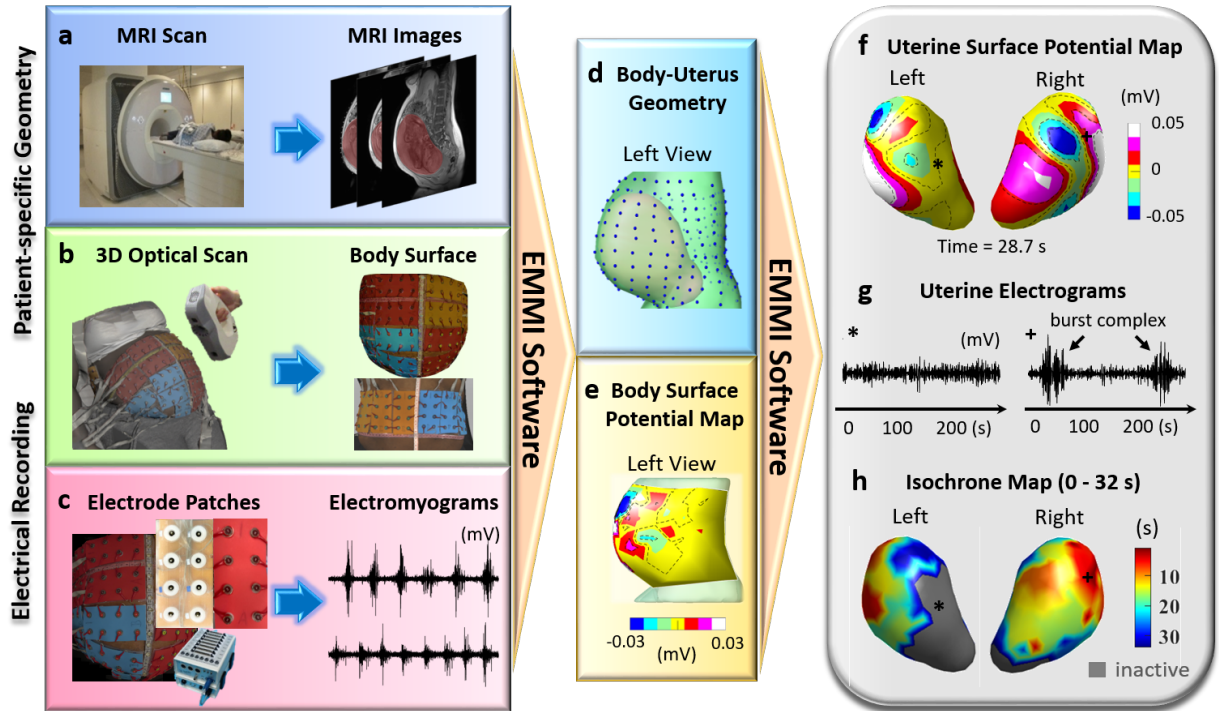 Patient-specific Geometry
Electrical Recording
a
MRI Scan
MRI Images
b
3D Optical Scan
Body Surface
c
Electrode Patches
Electromyograms
(mV)
EMMI Software
d
Body-Uterus
Geometry
Left View
e
Body Surface
Potential Map
Left View
-0.03
0.03
(mV)
EMMI Software
f
Uterine Surface Potential Map
Left
Right
(mV)
0.05
0
-0.05
*
+
Time = 28.7 s
g
Uterine Electrograms
burst complex
*
(mV)
+
0 100 200 (s)
0 100 200 (s)
h
Isochrone Map (0 - 32 s)
Left
Right
(s)
10
20
30
*
+
inactive